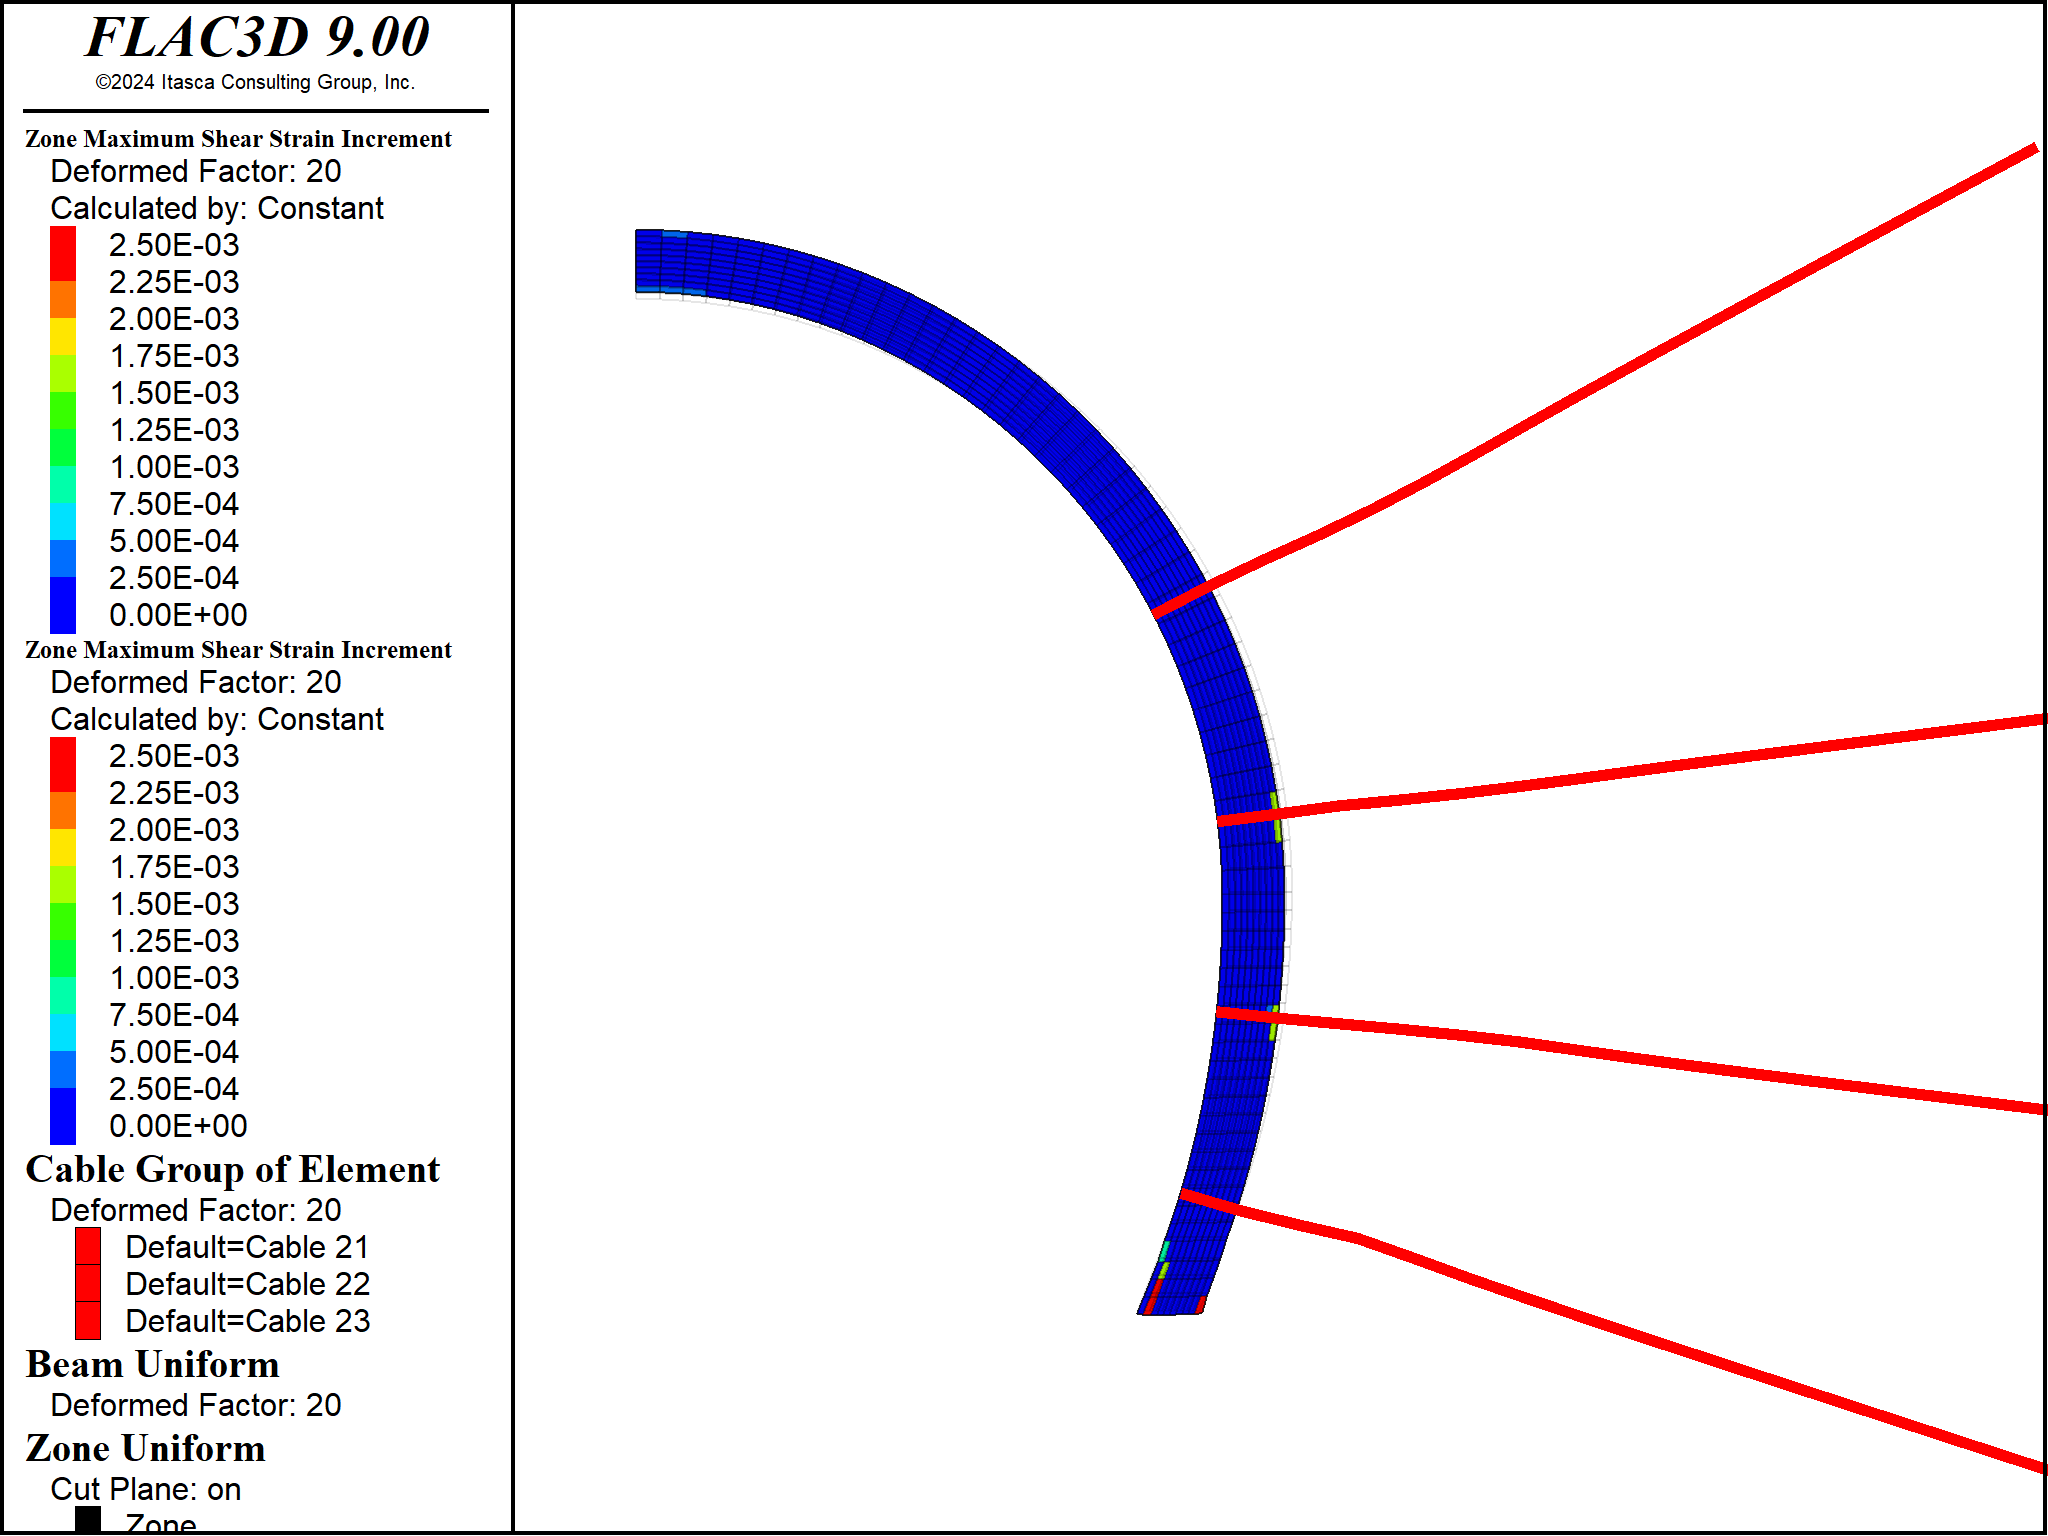 FLAC3D 9.00
©2024 Itasca Consulting Group, Inc.
Zone Maximum Shear Strain Increment
Deformed Factor: 20
Calculated by: Constant
2.50E-03
2.25E-03
2.00E-03
1.75E-03
1.50E-03
1.25E-03
1.00E-03
7.50E-04
5.00E-04
2.50E-04
0.00E+00
Zone Maximum Shear Strain Increment
Deformed Factor: 20
Calculated by: Constant
2.50E-03
2.25E-03
2.00E-03
1.75E-03
1.50E-03
1.25E-03
1.00E-03
7.50E-04
5.00E-04
2.50E-04
0.00E+00
Cable Group of Element
Deformed Factor: 20
Default=Cable 21
Default=Cable 22
Default=Cable 23
Beam Uniform
Deformed Factor: 20
Zone Uniform
Cut Plane: on
Zone